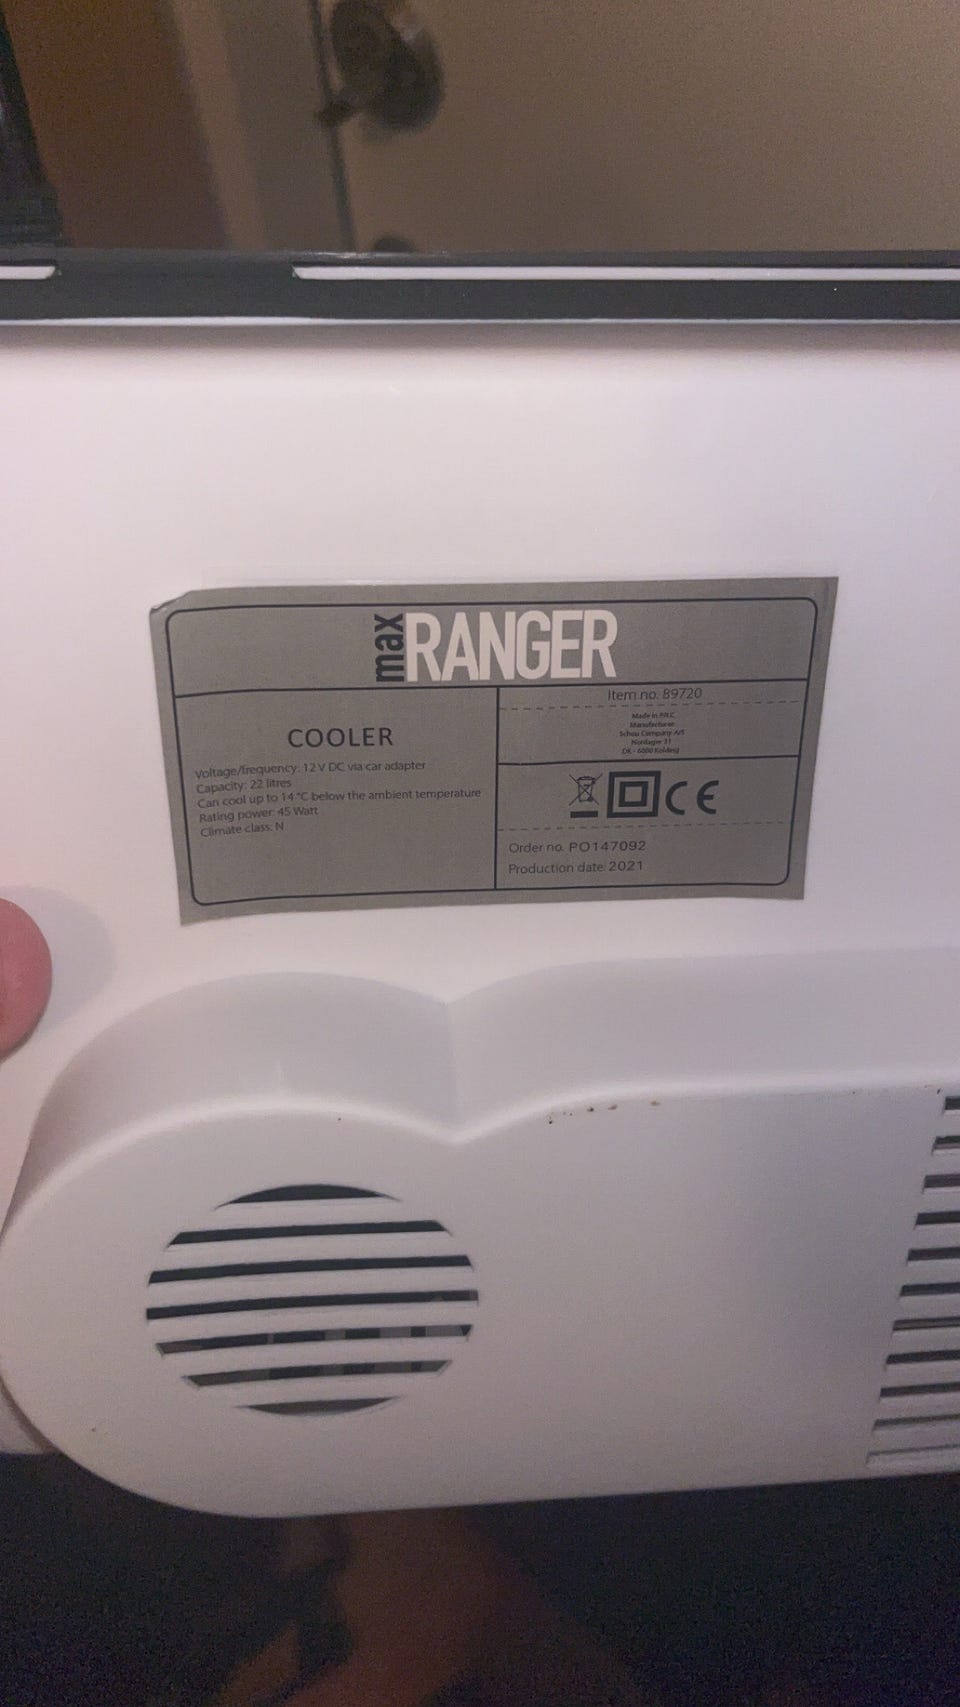 max RANGER
COOLER
Voltage/frequency: 12 V DC via car adapter
Capacity: 22 litres
Can cool up to 14 °C below the ambient temperature
Rating power: 45 Watt
Climate class: N
Item no. 89720
Made in P.R.C
Manufacturer:
Schou Company A/S
Nordager 31
DK - 6000 Kolding
CE
Order no. PO147092
Production date: 2021